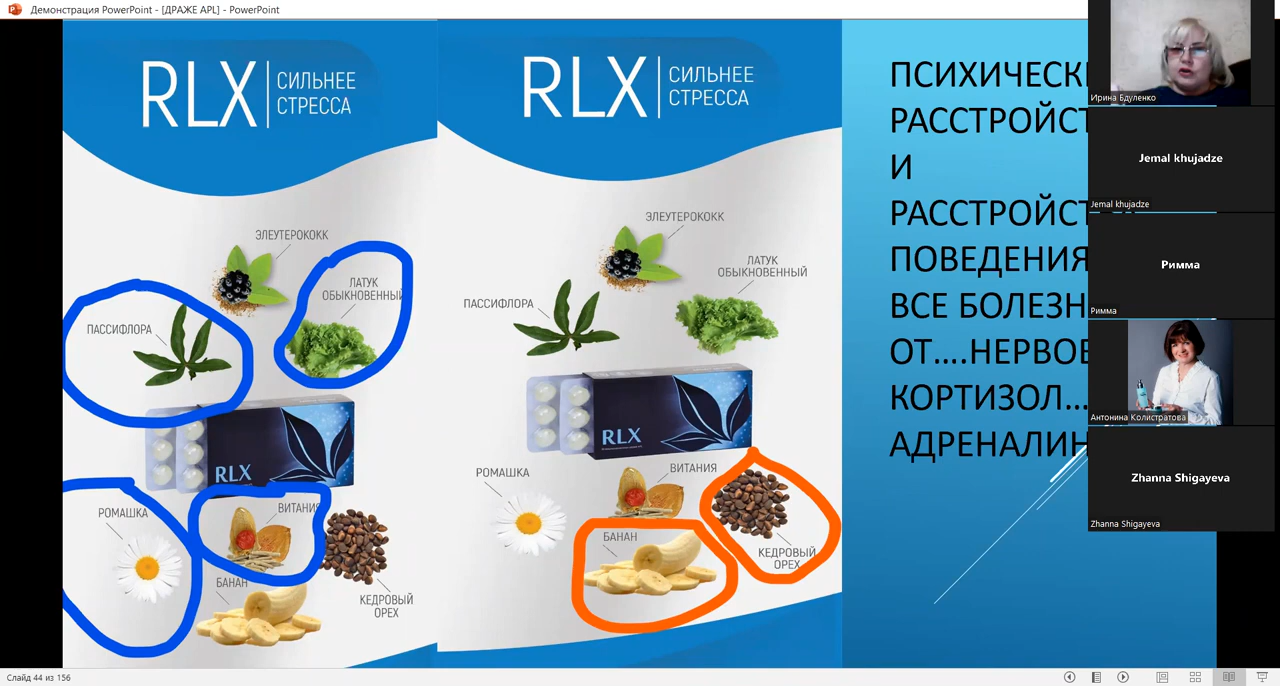 Демонстрация PowerPoint - [ДРАЖЕ APL] - PowerPoint
RLX
СИЛЬНЕЕ
СТРЕССА
ЭЛЕУТЕРОКОКК
ЛАТУК
ОБЫКНОВЕННЫЙ
ПАССИФЛОРА
RLX
РОМАШКА
ВИТАНИЯ
БАНАН
КЕДРОВЫЙ
ОРЕХ
RLX
СИЛЬНЕЕ
СТРЕССА
ЭЛЕУТЕРОКОКК
ЛАТУК
ОБЫКНОВЕННЫЙ
ПАССИФЛОРА
RLX
РОМАШКА
ВИТАНИЯ
БАНАН
КЕДРОВЫЙ
ОРЕХ
ПСИХИЧЕСК
РАССТРОЙСТ
И
РАССТРОЙСТ
ПОВЕДЕНИЯ
ВСЕ БОЛЕЗН
ОТ....НЕРВОВ
КОРТИЗОЛ...
АДРЕНАЛИН
Ирина Бдуленко
Jemal khujadze
Jemal khujadze
Римма
Римма
Антонина Колистратова
Zhanna Shigayeva
Zhanna Shigayeva
Слайд 44 из 156